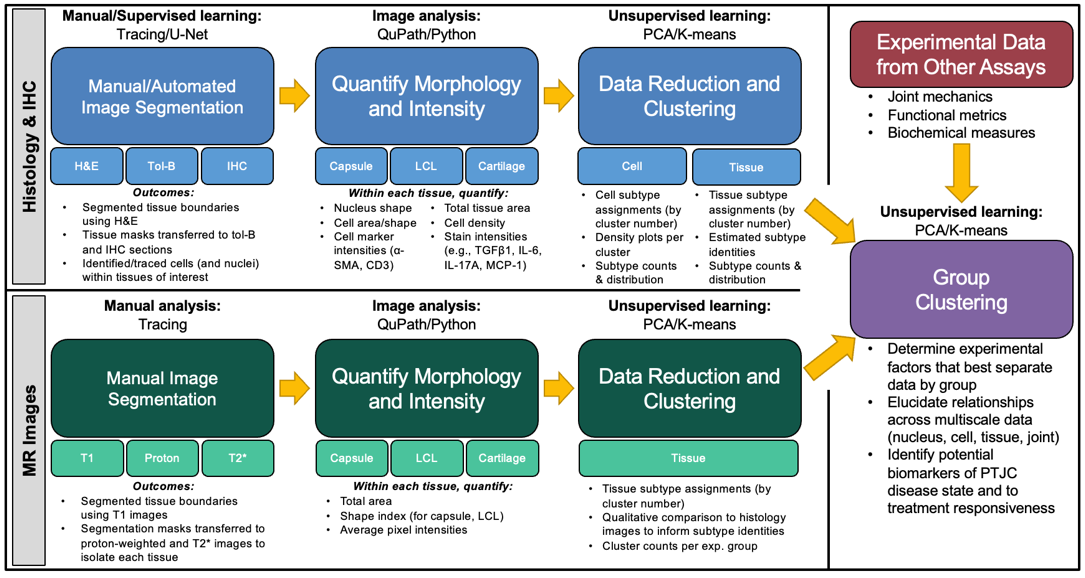 Histology & IHC
Manual/Supervised learning:
Tracing/U-Net
Manual/Automated
Image Segmentation
H&E
Tol-B
IHC
Outcomes:
• Segmented tissue boundaries
using H&E
• Tissue masks transferred to tol-B
and IHC sections
• Identified/traced cells (and nuclei)
within tissues of interest
Image analysis:
QuPath/Python
Quantify Morphology
and Intensity
Capsule
LCL
Cartilage
Within each tissue, quantify:
• Nucleus shape
• Cell area/shape
• Cell marker
intensities (α-
SMA, CD3)
• Total tissue area
• Cell density
• Stain intensities
(e.g., TGFβ1, IL-6,
IL-17A, MCP-1)
Unsupervised learning:
PCA/K-means
Data Reduction and
Clustering
Cell
Tissue
• Cell subtype
assignments (by
cluster number)
• Density plots per
cluster
• Subtype counts
& distribution
• Tissue subtype
assignments (by
cluster number)
• Estimated subtype
identities
• Subtype counts &
distribution
MR Images
Manual analysis:
Tracing
Manual Image
Segmentation
T1
Proton
T2*
Outcomes:
• Segmented tissue boundaries
using T1 images
• Segmentation masks transferred to
proton-weighted and T2* images to
isolate each tissue
Image analysis:
QuPath/Python
Quantify Morphology
and Intensity
Capsule
LCL
Cartilage
Within each tissue, quantify:
• Total area
• Shape index (for capsule, LCL)
• Average pixel intensities
Unsupervised learning:
PCA/K-means
Data Reduction and
Clustering
Tissue
• Tissue subtype assignments (by
cluster number)
• Qualitative comparison to histology
images to inform subtype identities
• Cluster counts per exp. group
Experimental Data
from Other Assays
• Joint mechanics
• Functional metrics
• Biochemical measures
Unsupervised learning:
PCA/K-means
Group
Clustering
• Determine experimental
factors that best separate
data by group
• Elucidate relationships
across multiscale data
(nucleus, cell, tissue, joint)
• Identify potential
biomarkers of PTJC
disease state and to
treatment responsiveness